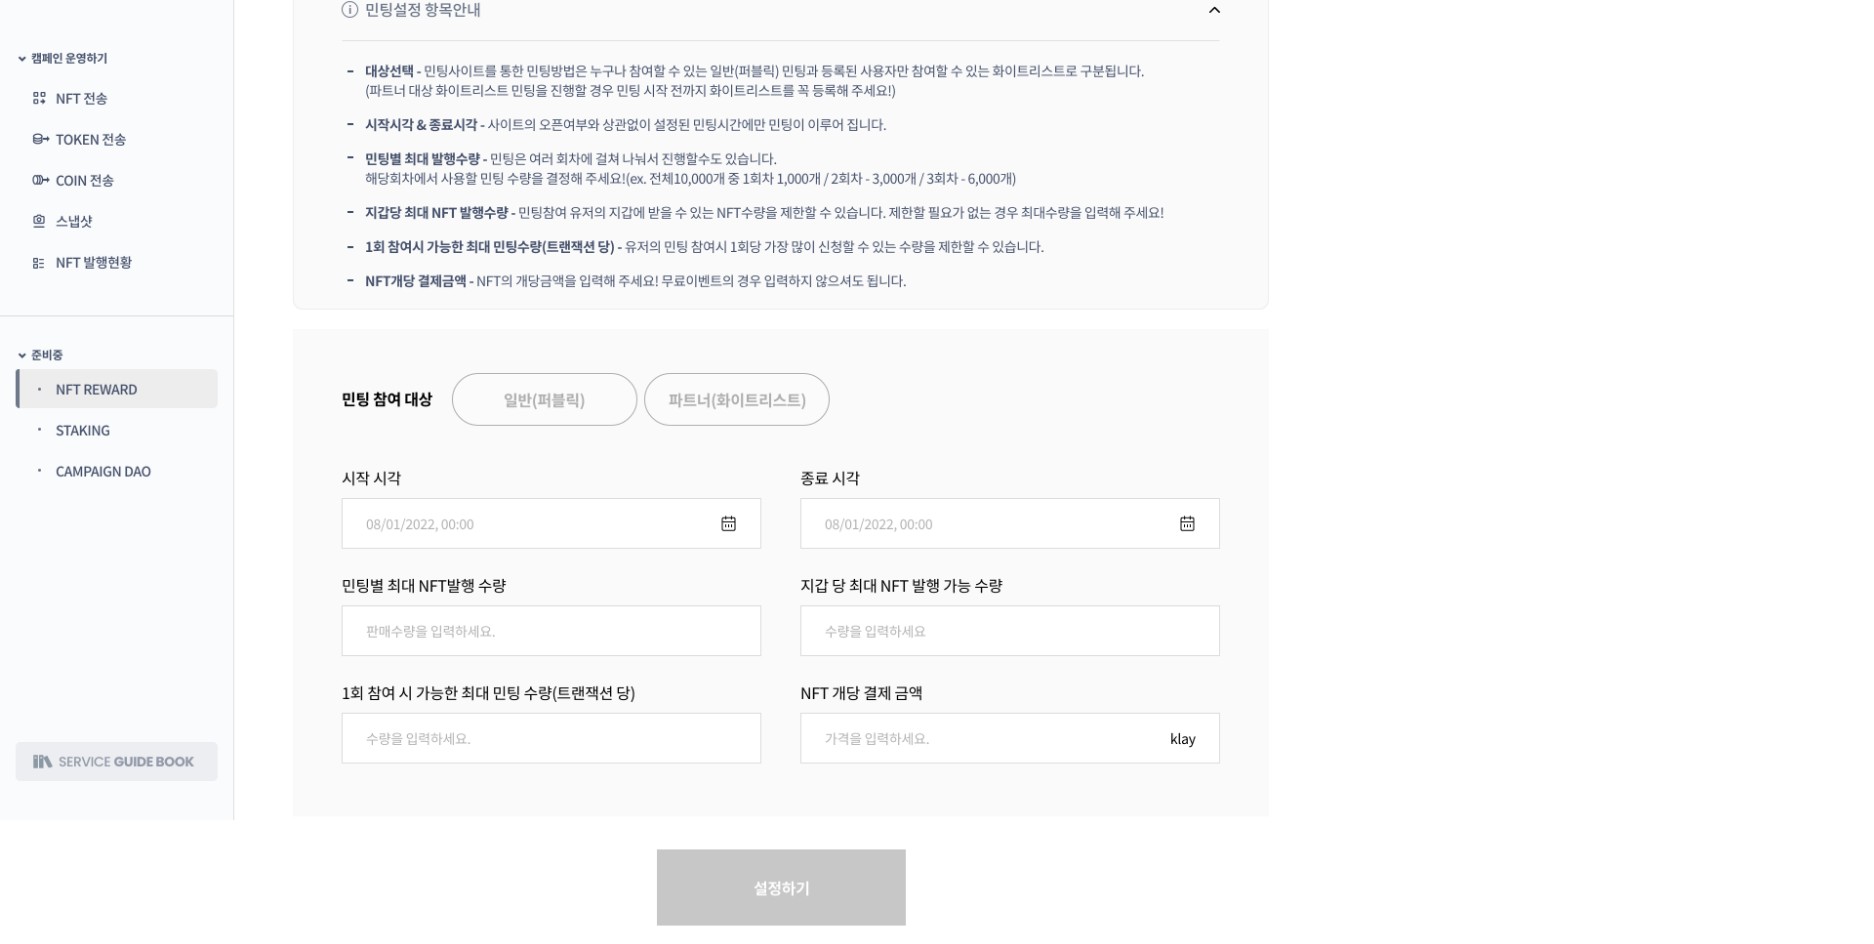 캠페인 운영하기
NFT 전송
TOKEN 전송
COIN 전송
스냅샷
NFT 발행현황
준비중
NFT REWARD
STAKING
CAMPAIGN DAO
SERVICE GUIDE BOOK
민팅설정 항목안내
대상선택 - 민팅사이트를 통한 민팅방법은 누구나 참여할 수 있는 일반(퍼블릭) 민팅과 등록된 사용자만 참여할 수 있는 화이트리스트로 구분됩니다.
(파트너 대상 화이트리스트 민팅을 진행할 경우 민팅 시작 전까지 화이트리스트를 꼭 등록해 주세요!)
시작시각 & 종료시각 - 사이트의 오픈여부와 상관없이 설정된 민팅시간에만 민팅이 이루어 집니다.
민팅별 최대 발행수량 - 민팅은 여러 회차에 걸쳐 나눠서 진행할수도 있습니다.
해당회차에서 사용할 민팅 수량을 결정해 주세요!(ex. 전체10,000개 중 1회차 1,000개 / 2회차 - 3,000개 / 3회차 - 6,000개)
지갑당 최대 NFT 발행수량 - 민팅참여 유저의 지갑에 받을 수 있는 NFT수량을 제한할 수 있습니다. 제한할 필요가 없는 경우 최대수량을 입력해 주세요!
1회 참여시 가능한 최대 민팅수량(트랜잭션 당) - 유저의 민팅 참여시 1회당 가장 많이 신청할 수 있는 수량을 제한할 수 있습니다.
NFT개당 결제금액 - NFT의 개당금액을 입력해 주세요! 무료이벤트의 경우 입력하지 않으셔도 됩니다.
민팅 참여 대상 일반(퍼블릭) 파트너(화이트리스트)
시작 시각
08/01/2022, 00:00
종료 시각
08/01/2022, 00:00
민팅별 최대 NFT발행 수량
판매수량을 입력하세요.
지갑 당 최대 NFT 발행 가능 수량
수량을 입력하세요
1회 참여 시 가능한 최대 민팅 수량(트랜잭션 당)
수량을 입력하세요.
NFT 개당 결제 금액
가격을 입력하세요. klay
설정하기